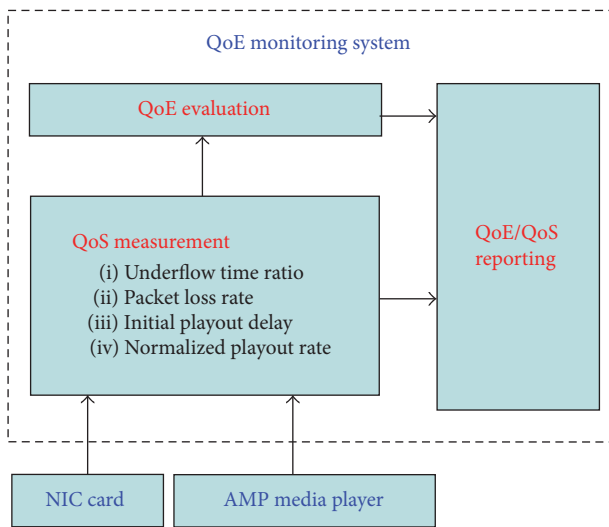 QoE monitoring system
QoE evaluation
QoS measurement
(i) Underflow time ratio
(ii) Packet loss rate
(iii) Initial playout delay
(iv) Normalized playout rate
QoE/QoS
reporting
NIC card
AMP media player